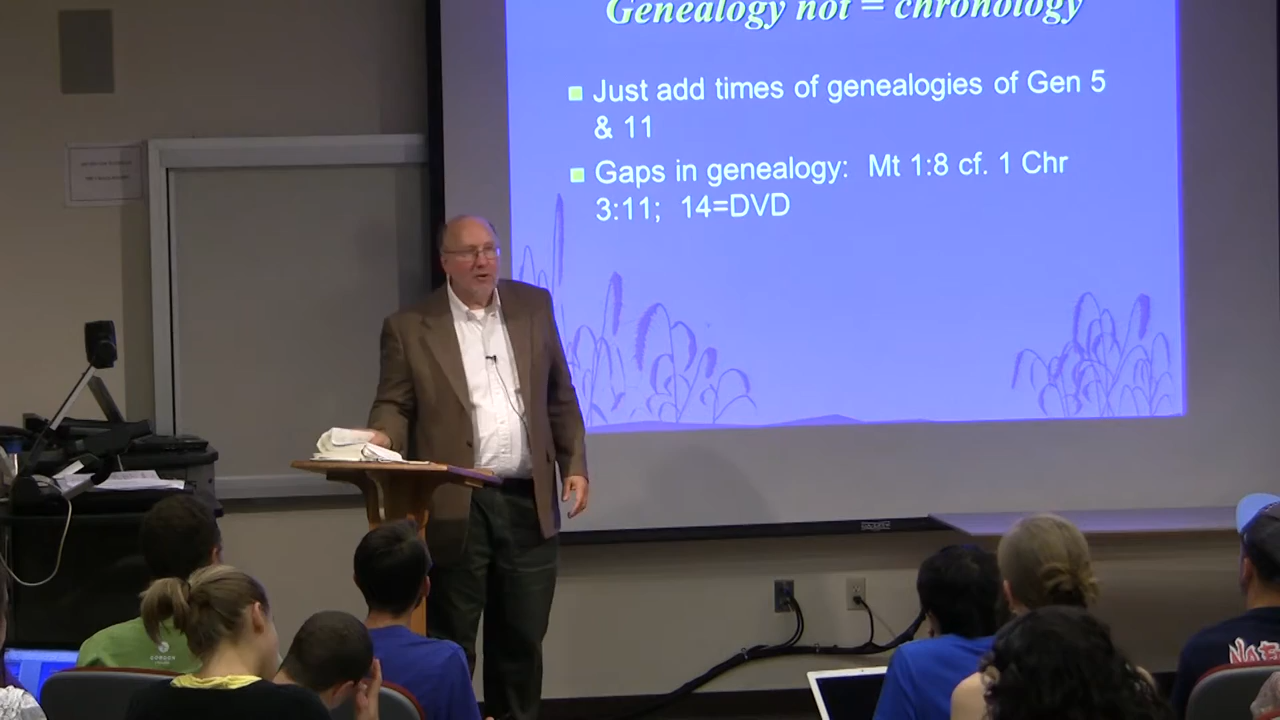 Genealogy not = chronology
Just add times of genealogies of Gen 5
& 11
Gaps in genealogy: Mt 1:8 cf. 1 Chr
3:11; 14=DVD